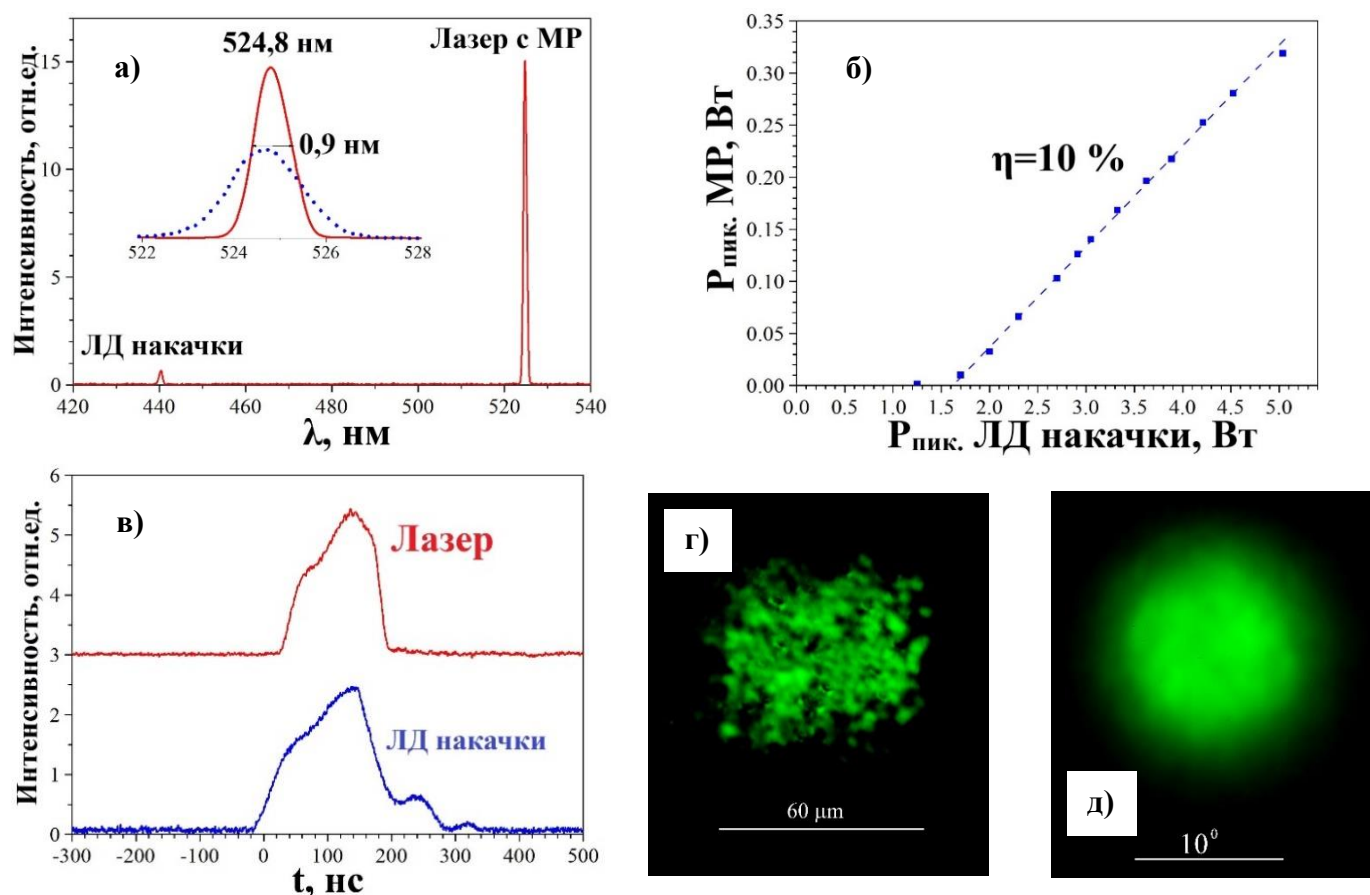 а)
524,8 нм
Лазер с МР
0,9 нм
522 524 526 528
ЛД накачки
Интенсивность, отн.ед.
15
10
5
0
420 440 460 480 500 520 540
λ, нм
б)
η=10 %
Pпик. МР, Вт
0.35
0.30
0.25
0.20
0.15
0.10
0.05
0.00
0.0 0.5 1.0 1.5 2.0 2.5 3.0 3.5 4.0 4.5 5.0
Pпик. ЛД накачки, Вт
в)
Лазер
ЛД накачки
Интенсивность, отн.ед.
6
5
4
3
2
1
0
-300 -200 -100 0 100 200 300 400 500
t, нс
г)
60 μm
д)
10⁰